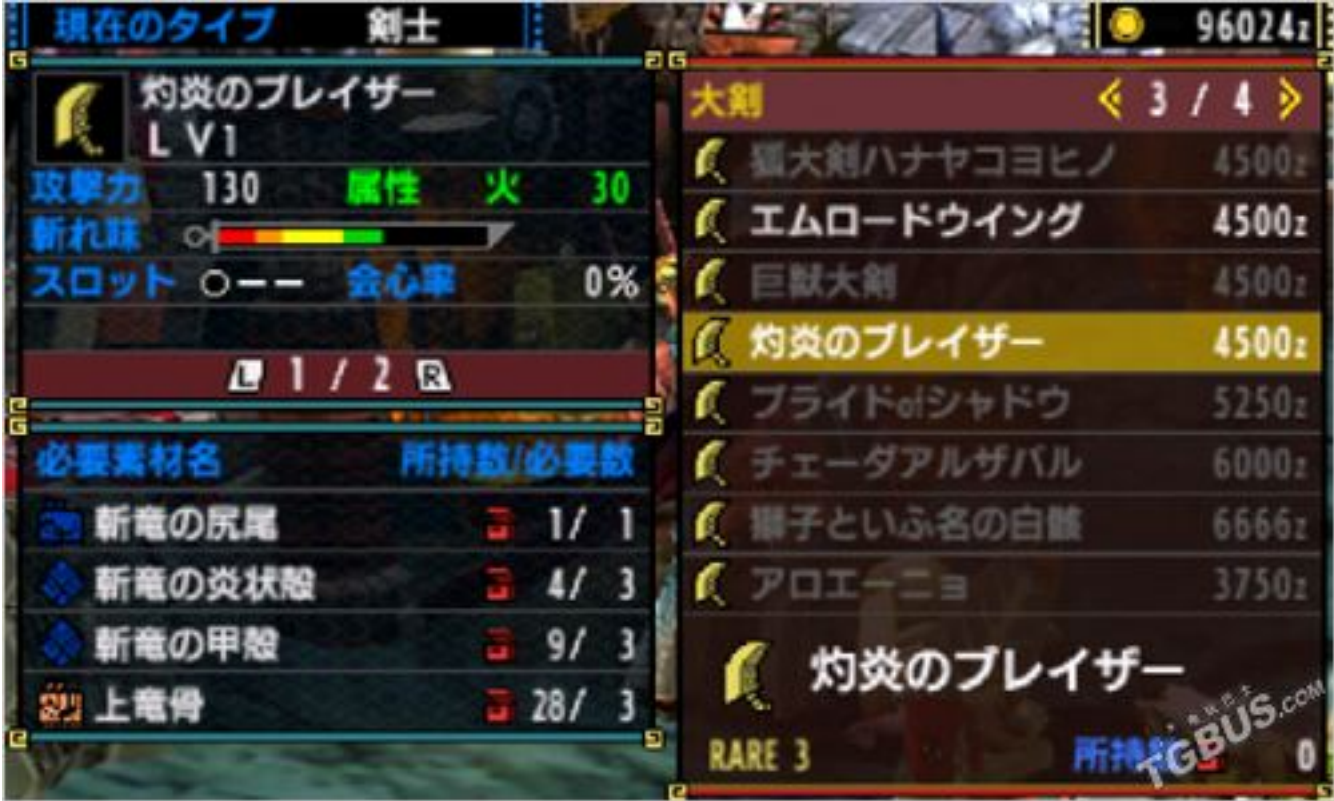 現在のタイプ 剣士
96024z
灼炎のブレイザー
LV1
攻撃力 130 属性 火 30
斬れ味
スロット ○-- 会心率 0%
L 1 / 2 R
必要素材名 所持数/必要数
斬竜の尻尾 1/ 1
斬竜の炎状殻 4/ 3
斬竜の甲殻 9/ 3
上竜骨 28/ 3
大剣 3 / 4
狐大剣ハナヤコヨヒノ 4500z
エムロードウイング 4500z
巨獣大剣 4500z
灼炎のブレイザー 4500z
プライドofシャドウ 5250z
チェーダアルザバル 6000z
獅子といふ名の白骸 6666z
アロエーニョ 3750z
灼炎のブレイザー
RARE 3 所持数 0
TGBUS.COM